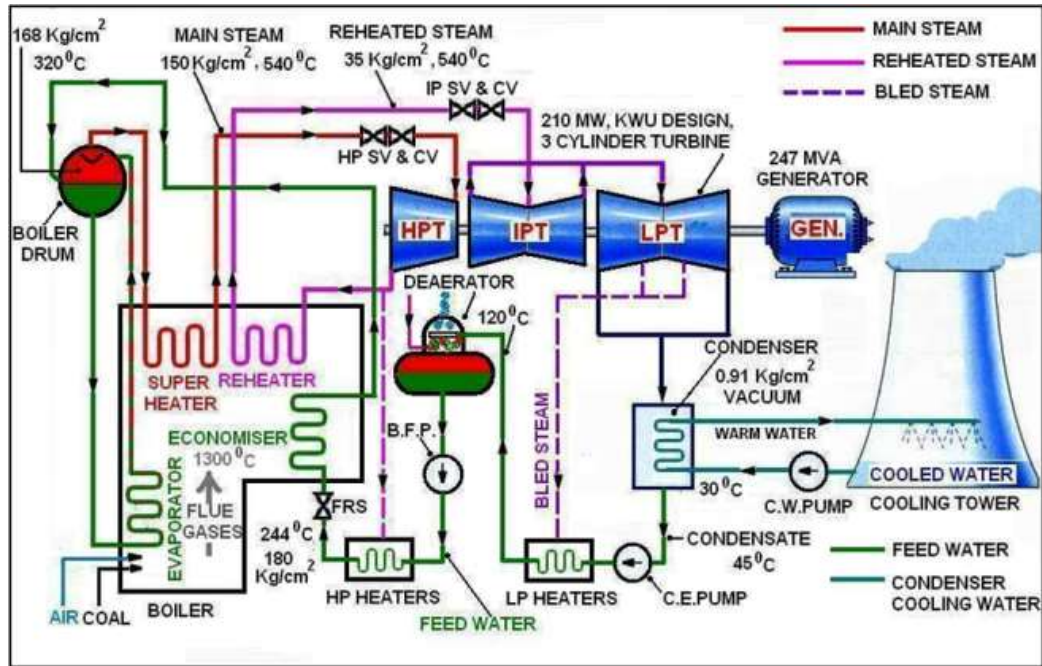 168 Kg/cm²
320⁰C
MAIN STEAM
150 Kg/cm², 540⁰C
REHEATED STEAM
35 Kg/cm², 540⁰C
IP SV & CV
HP SV & CV
MAIN STEAM
REHEATED STEAM
BLED STEAM
210 MW, KWU DESIGN,
3 CYLINDER TURBINE
247 MVA
GENERATOR
BOILER
DRUM
HPT
IPT
LPT
GEN.
DEAERATOR
120⁰C
SUPER
HEATER
REHEATER
CONDENSER
0.91 Kg/cm²
VACUUM
WARM WATER
ECONOMISER
1300⁰C
FLUE
GASES
EVAPORATOR
B.F.P.
BLED STEAM
30⁰C
C.W.PUMP
COOLED WATER
COOLING TOWER
FRS
244⁰C
180
Kg/cm²
CONDENSATE
45⁰C
AIR
COAL
BOILER
HP HEATERS
FEED WATER
LP HEATERS
C.E.PUMP
FEED WATER
CONDENSER
COOLING WATER